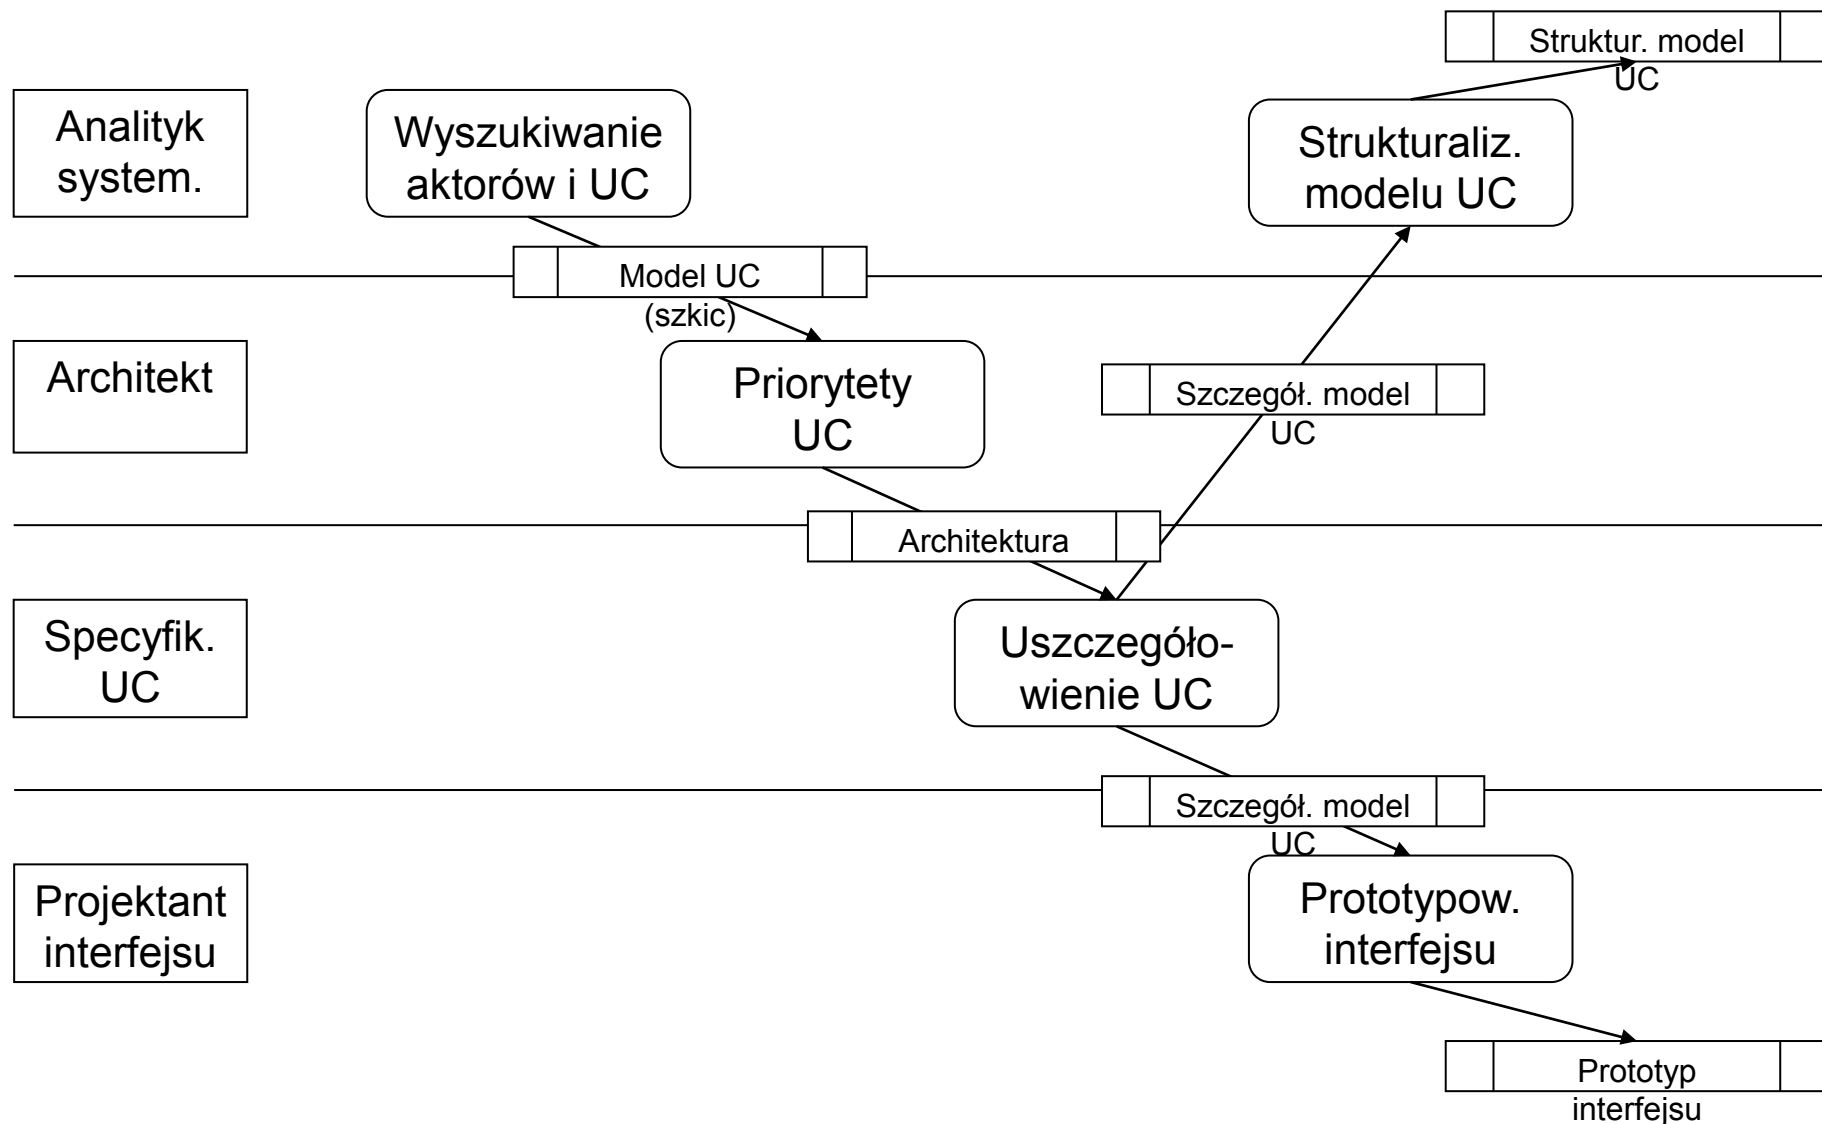 Struktur. model
UC
Analityk
system.
Wyszukiwanie
aktorów i UC
Strukturaliz.
modelu UC
Model UC
(szkic)
Architekt
Priorytety
UC
Szczegół. model
UC
Architektura
Specyfik.
UC
Uszczegóło-
wienie UC
Szczegół. model
UC
Projektant
interfejsu
Prototypow.
interfejsu
Prototyp
interfejsu